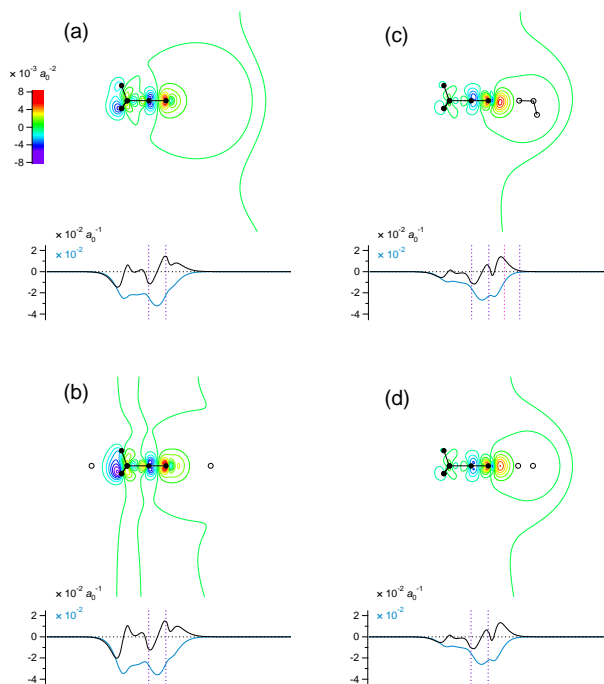 (a)
× 10⁻³ a₀⁻²
8
4
0
-4
-8
× 10⁻² a₀⁻¹
× 10⁻²
2
0
-2
-4
(c)
× 10⁻² a₀⁻¹
× 10⁻²
2
0
-2
-4
(b)
× 10⁻² a₀⁻¹
× 10⁻²
2
0
-2
-4
(d)
× 10⁻² a₀⁻¹
× 10⁻²
2
0
-2
-4